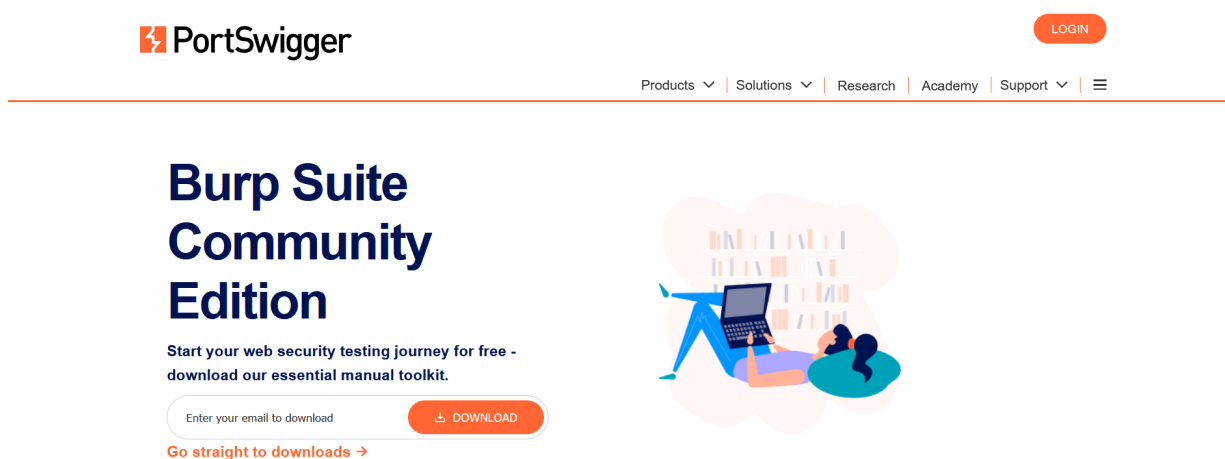 PortSwigger
LOGIN
Products
Solutions
Research
Academy
Support
Burp Suite
Community
Edition
Start your web security testing journey for free -
download our essential manual toolkit.
Enter your email to download
DOWNLOAD
Go straight to downloads →